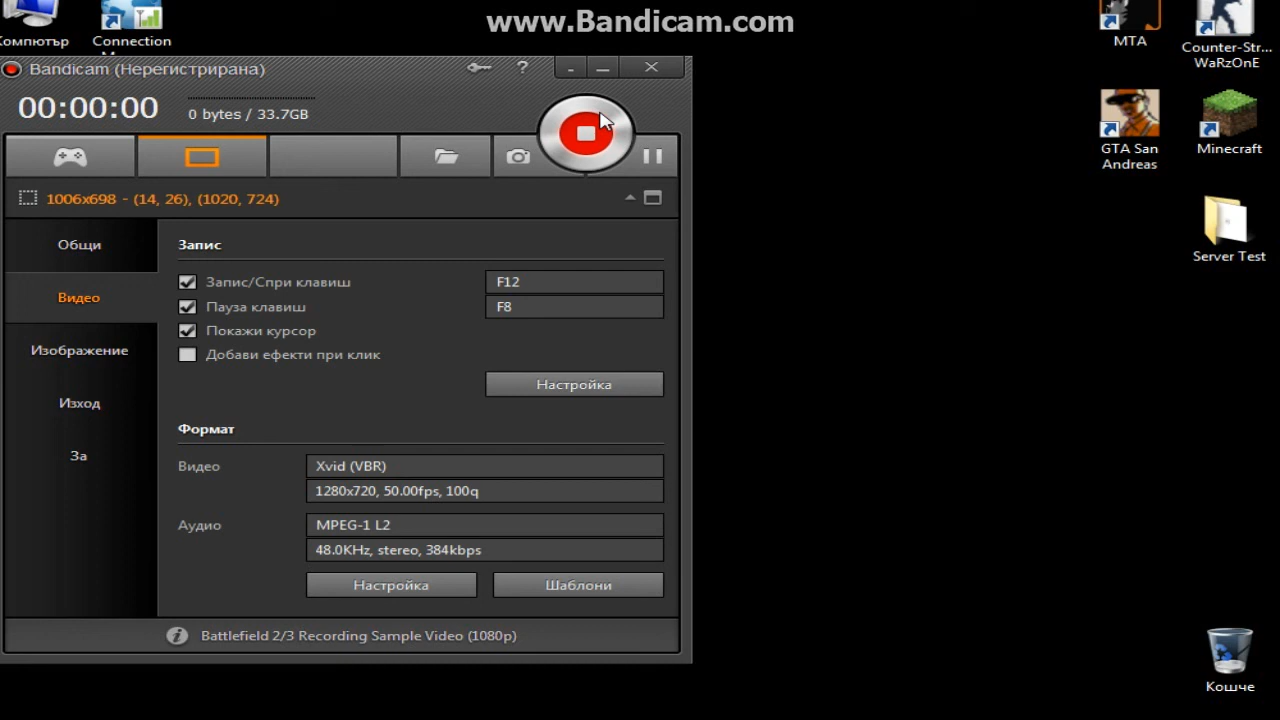 www.Bandicam.com
Компютър
Connection
MTA
Counter-Str...
WaRzOnE
Bandicam (Нерегистрирана)
?
00:00:00
0 bytes / 33.7GB
GTA San
Andreas
Minecraft
1006x698 - (14, 26), (1020, 724)
Общи
Видео
Изображение
Изход
За
Запис
Запис/Спри клавиш
F12
Пауза клавиш
F8
Покажи курсор
Добави ефекти при клик
Настройка
Формат
Видео
Xvid (VBR)
1280x720, 50.00fps, 100q
Аудио
MPEG-1 L2
48.0KHz, stereo, 384kbps
Настройка
Шаблони
Battlefield 2/3 Recording Sample Video (1080p)
Server Test
Кошче